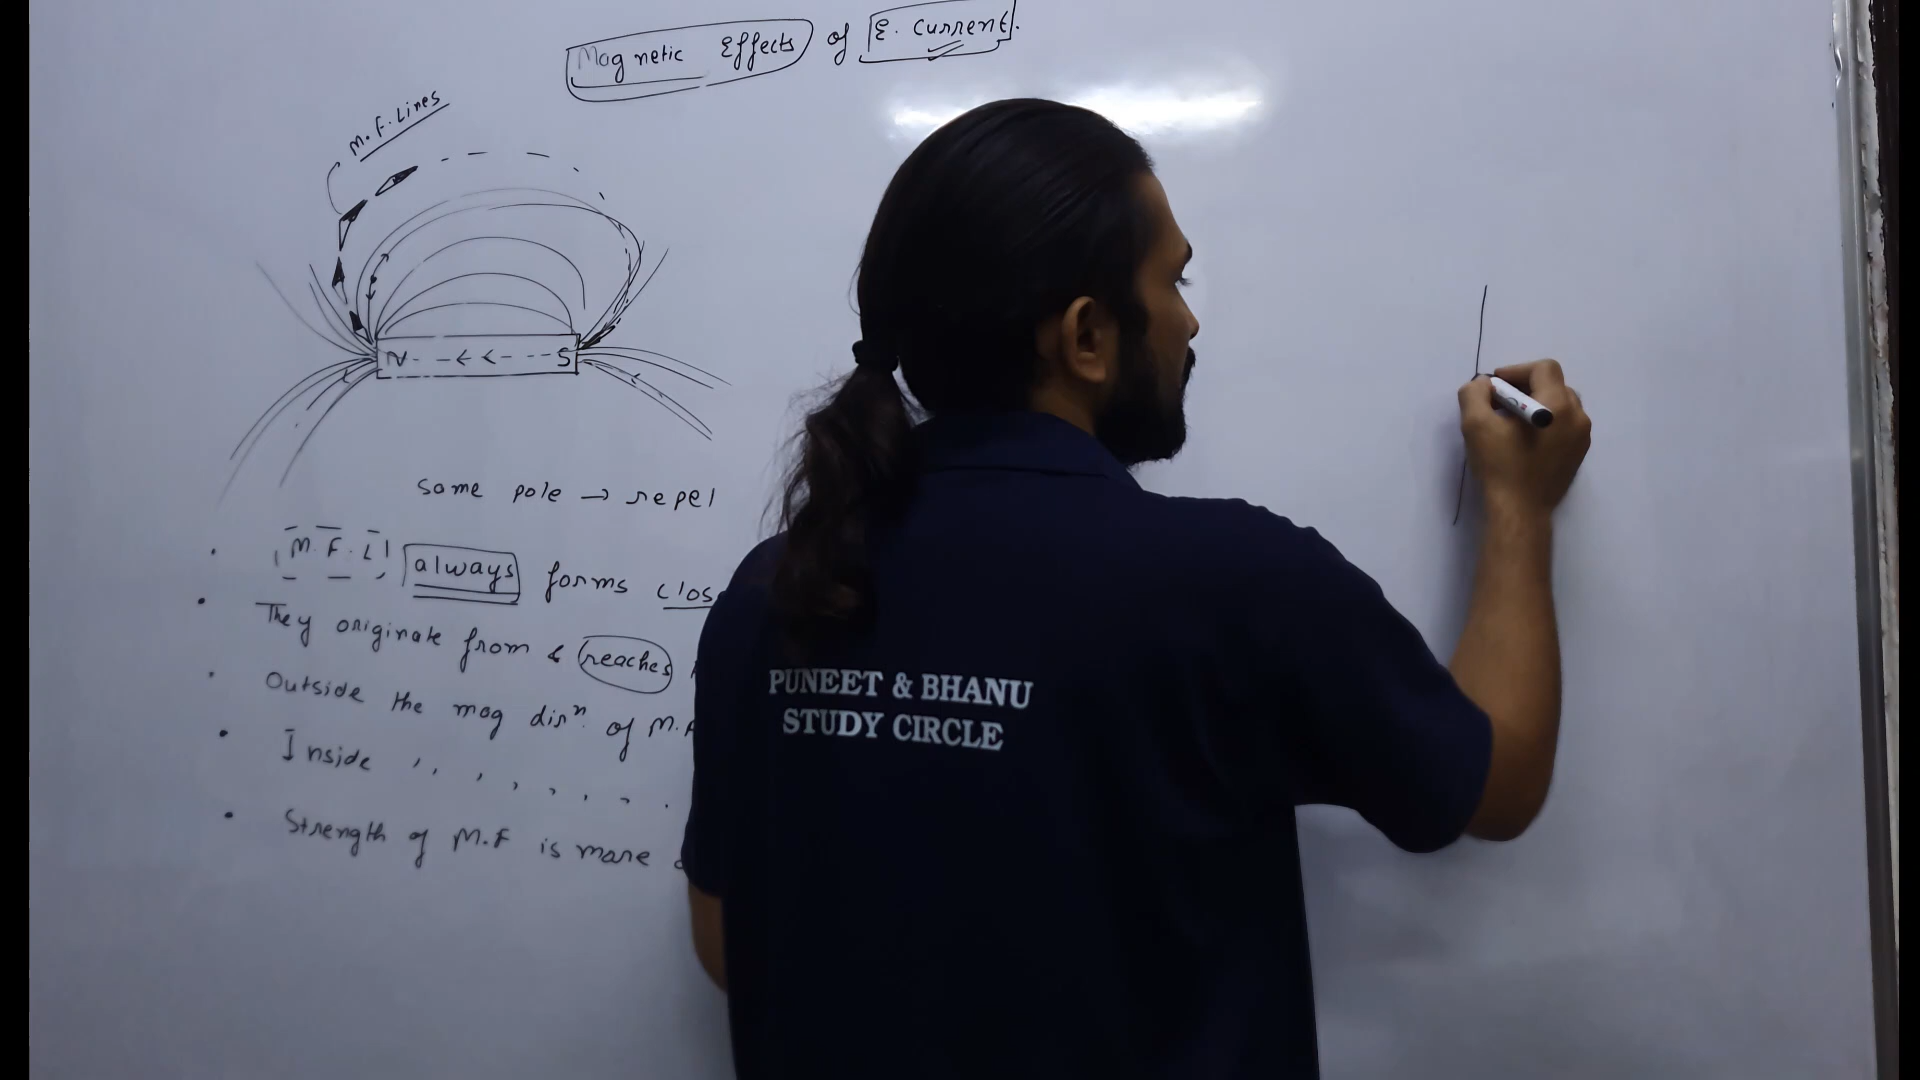 Magnetic Effects of E. Current.
M.F. Lines
N S
Same pole → repel
• M.F.L always forms clos
• They originate from & reaches
• Outside the mag dirⁿ. of M.F
• Inside , , , , , , .
• Strength of M.F is more
PUNEET & BHANU
STUDY CIRCLE